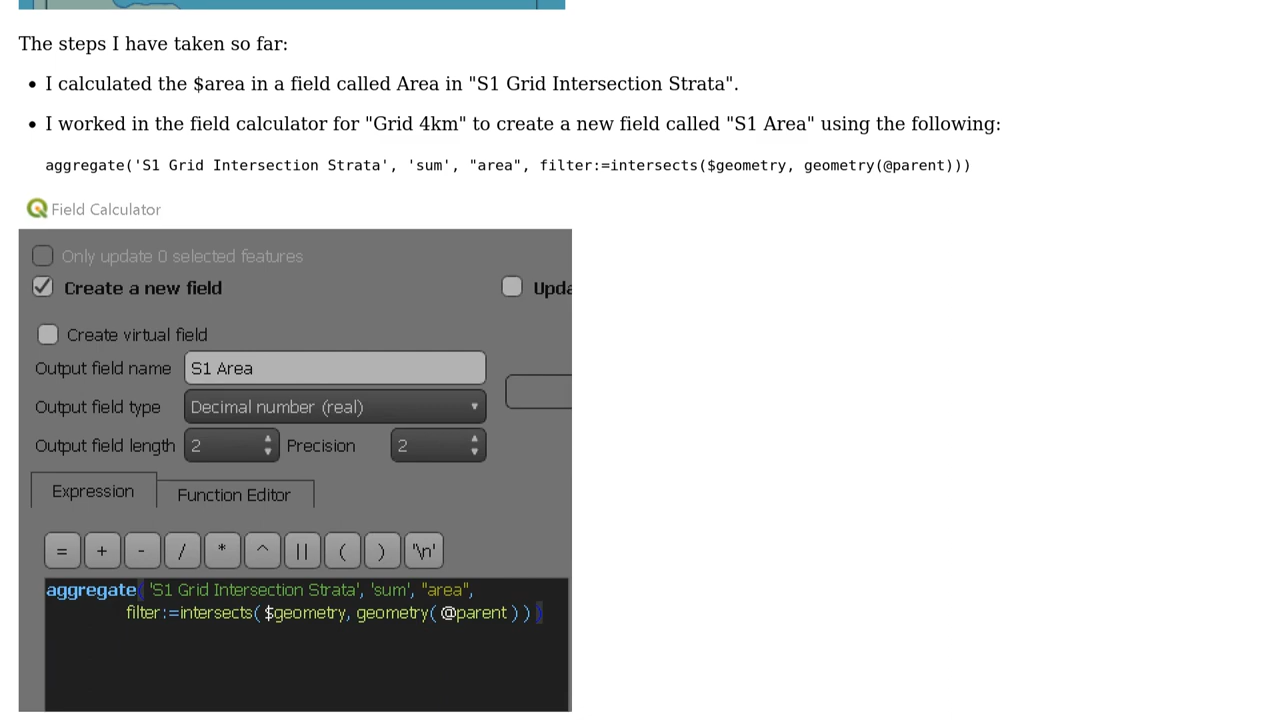 The steps I have taken so far:
• I calculated the $area in a field called Area in "S1 Grid Intersection Strata".
• I worked in the field calculator for "Grid 4km" to create a new field called "S1 Area" using the following:
aggregate('S1 Grid Intersection Strata', 'sum', "area", filter:=intersects($geometry, geometry(@parent)))
Field Calculator
Only update 0 selected features
Create a new field
Upda
Create virtual field
Output field name S1 Area
Output field type Decimal number (real)
Output field length 2 Precision 2
Expression Function Editor
= + - / * ^ || ( ) '\n'
aggregate( 'S1 Grid Intersection Strata', 'sum', "area",
filter:=intersects( $geometry, geometry( @parent ) ) )